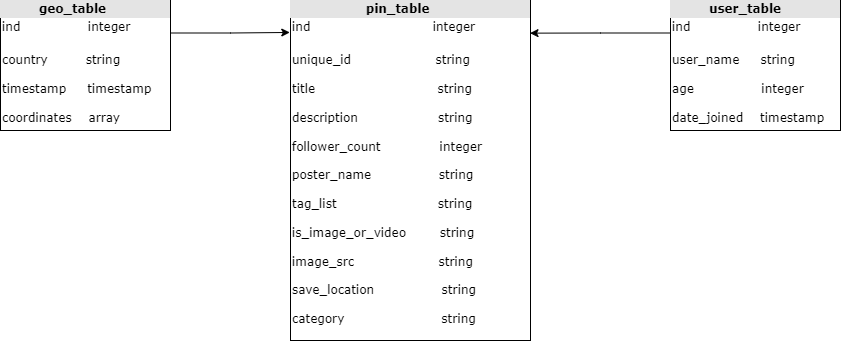 geo_table
ind integer
country string
timestamp timestamp
coordinates array
pin_table
ind integer
unique_id string
title string
description string
follower_count integer
poster_name string
tag_list string
is_image_or_video string
image_src string
save_location string
category string
user_table
ind integer
user_name string
age integer
date_joined timestamp